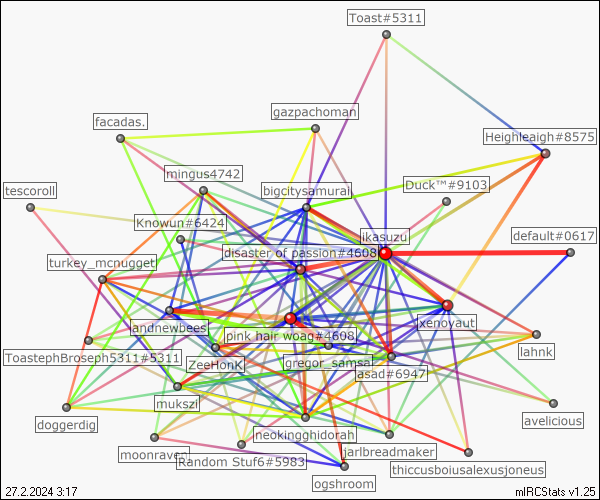 Toast#5311
gazpachoman
facadas.
Heighleigh#8575
mingus4742
Duck™#9103
tescoroll
bigcitysamurai
Knowun#6424
ikasuzu
default#0617
disaster of passion#4608
turkey_mcnugget
landnewbees
xenoyaut
pink hair woag#4608
lahnk
ToastephBroseph5311#5311
ZeeHonK
gregor_samsa
asad#6947
mukszi
avelicious
doggerdig
neokingghidorah
moonraven
Random Stuf6#5983
jarlbreadmaker
thiccusboiusalexusjoneus
ogshroom
27.2.2024 3:17
mIRCStats v1.25